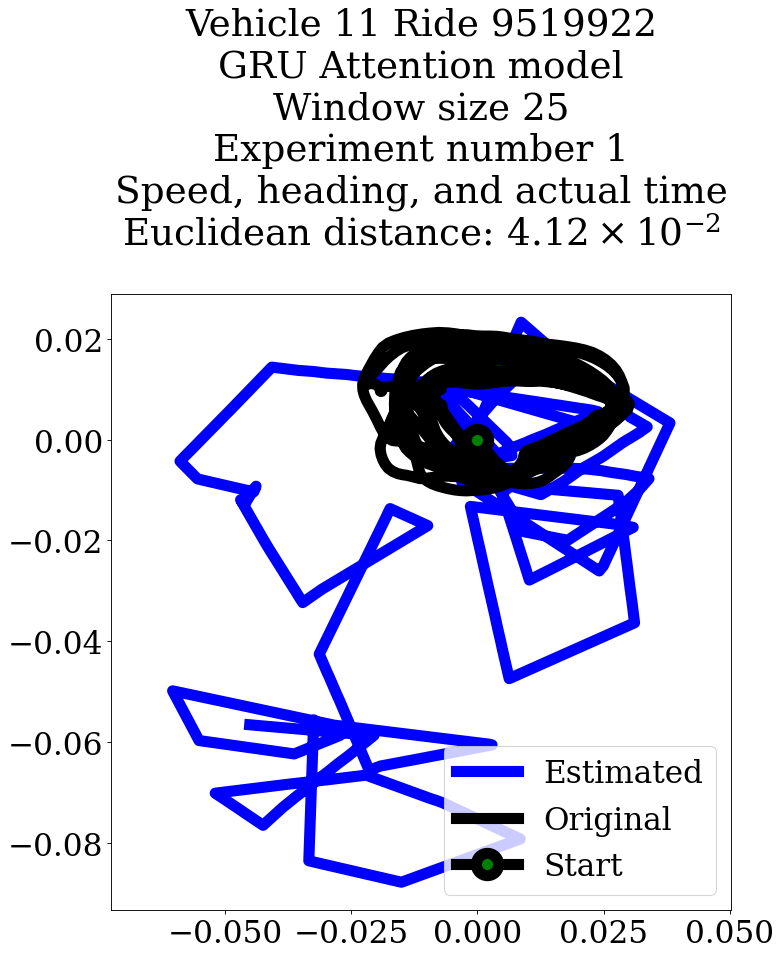 Vehicle 11 Ride 9519922
GRU Attention model
Window size 25
Experiment number 1
Speed, heading, and actual time
Euclidean distance: 4.12 × 10⁻²
0.02
0.00
−0.02
−0.04
−0.06
−0.08
Estimated
Original
Start
−0.050 −0.025 0.000 0.025 0.050